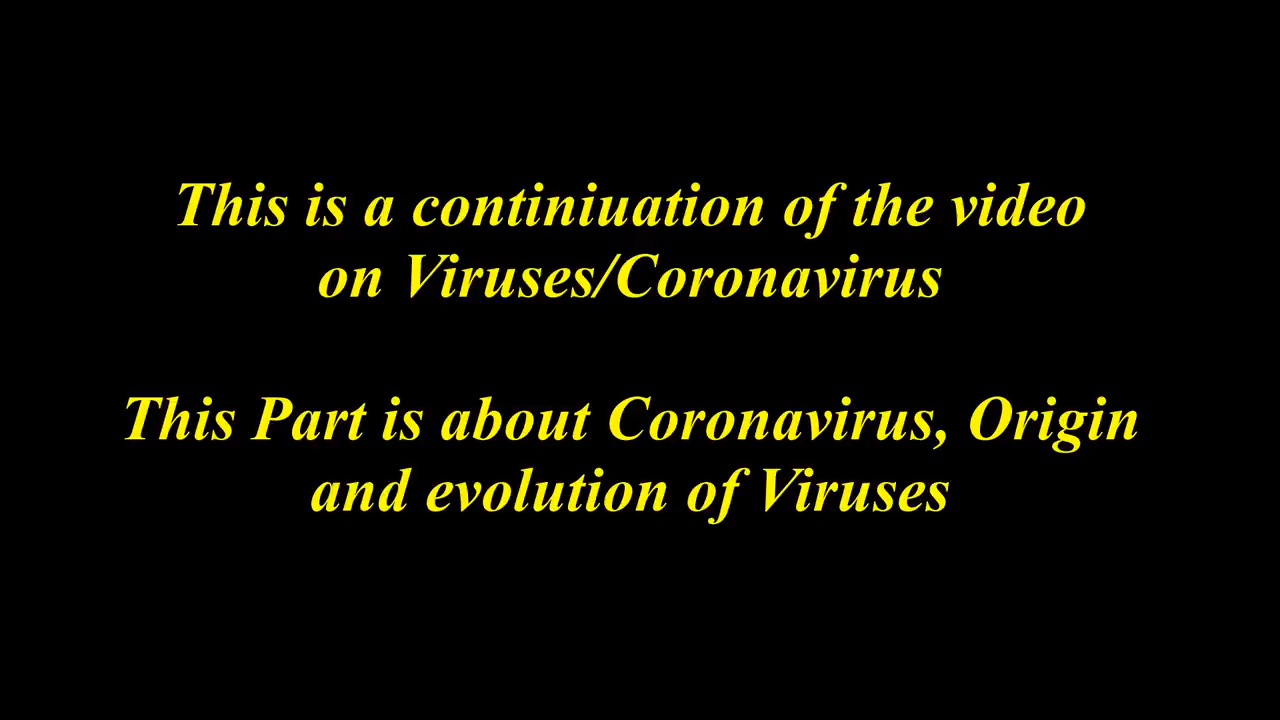 This is a continiuation of the video
on Viruses/Coronavirus
This Part is about Coronavirus, Origin
and evolution of Viruses